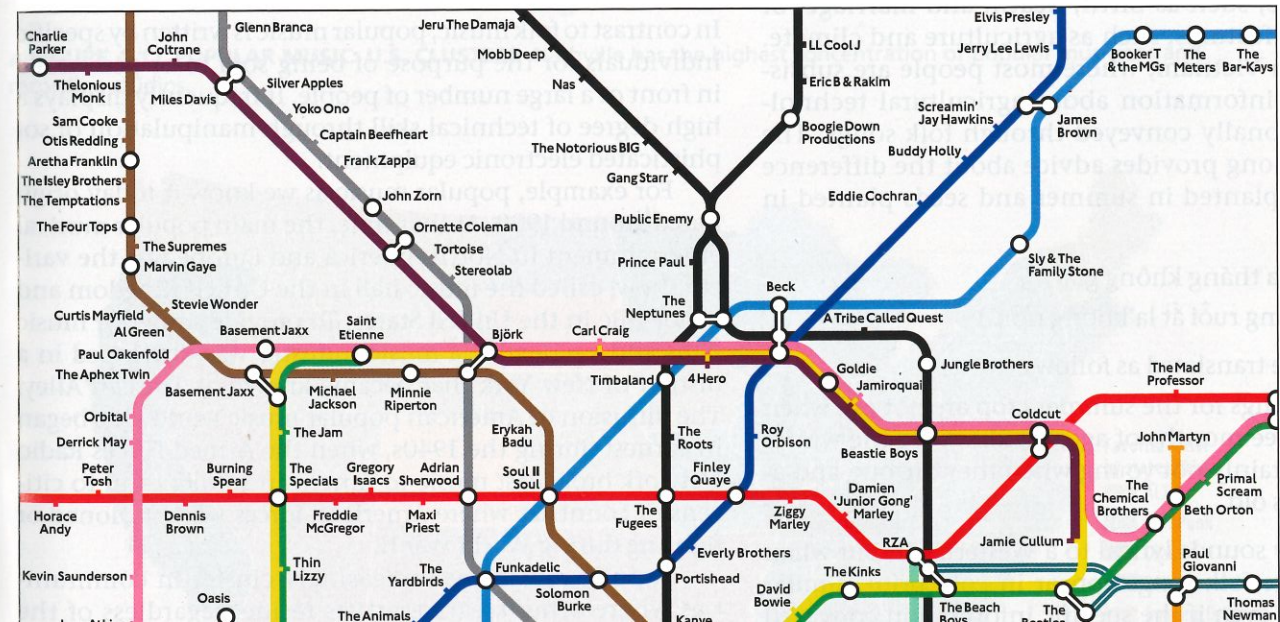 Glenn Branca
Jeru The Damaja
Elvis Presley
Charlie
Parker
Coltrane
Mobb Deep
LL Cool J
Jerry Lee Lewis
Booker T
& the MGs
The
Meters
The
Bar-Kays
Thelonious
Monk
Miles Davis
Silver Apples
Nas
Eric B & Rakim
Screamin'
Jay Hawkins
James
Brown
Sam Cooke
Yes
Otis Redding
Captain Beefheart
Boogie Down
Productions
The Notorious BIG
Buddy Holly
Aretha Franklin
Frank Zappa
The Isley Brothers
Gang Starr
The Temptations
John Zorn
Eddie Cochran
The Four Tops
Ornette Coleman
Public Enemy
The Supremes
Tortoise
Marvin Gaye
Stereolab
Prince Paul
Sly & The
Family Stone
Stevie Wonder
Beck
Curtis Mayfield
The
Neptunes
A Tribe Called Quest
Al Green
Basement Jaxx
Saint
Etienne
Björk
Carl Craig
Paul Oakenfold
Jungle Brothers
The Aphex Twin
Timbaland
4 Hero
Goldie
The Mad
Professor
Basement Jaxx
Michael
Jackson
Minnie
Riperton
Jamiroquai
Orbital
Coldcut
Derrick May
The Jam
Erykah
Badu
The
Roots
Roy
Orbison
Beastie Boys
John Martyn
Peter
Tosh
Burning
Spear
The
Specials
Gregory
Isaacs
Adrian
Sherwood
Soul II
Soul
Finley
Quaye
Damien
'Junior Gong'
Marley
The
Chemical
Brothers
Primal
Scream
Horace
Andy
Dennis
Brown
Freddie
McGregor
Maxi
Priest
The
Fugees
Ziggy
Marley
Beth Orton
RZA
Jamie Cullum
Everly Brothers
Kevin Saunderson
Thin
Lizzy
The
Yardbirds
Funkadelic
Portishead
Paul
Giovanni
Oasis
Solomon
Burke
David
Bowie
The Kinks
The Animals
The Beach
Boys
The
Beatles
Thomas
Newman
Kanye